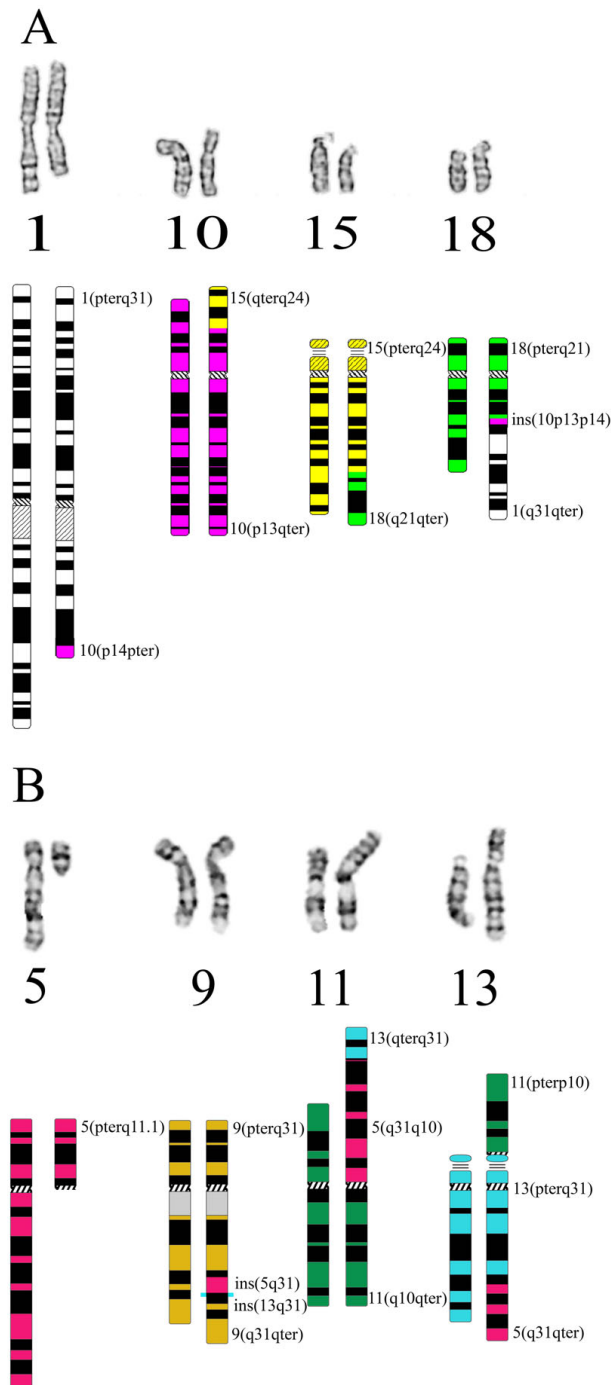 A
1 10 15 18
1(pterq31)
15(qterq24)
15(pterq24)
18(pterq21)
ins(10p13p14)
10(p13qter)
18(q21qter)
1(q31qter)
10(p14pter)
B
5 9 11 13
13(qterq31)
11(pterp10)
5(pterq11.1)
9(pterq31)
5(q31q10)
13(pterq31)
ins(5q31)
ins(13q31)
11(q10qter)
9(q31qter)
5(q31qter)